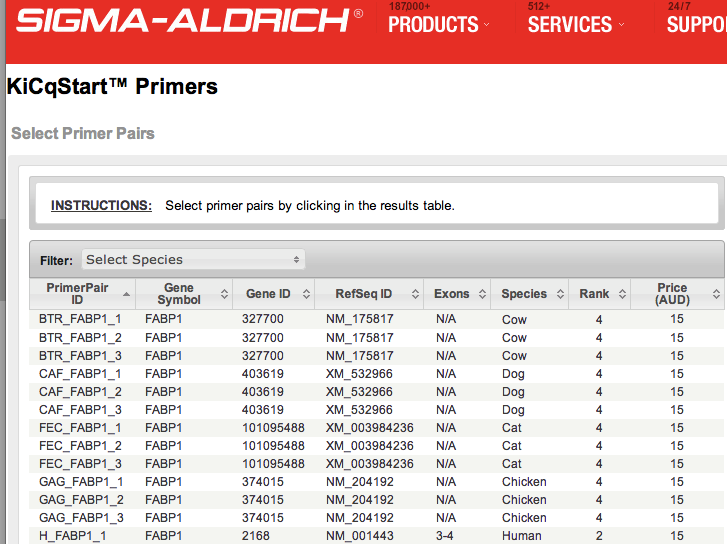 SIGMA-ALDRICH®
187,000+ 512+ 24/7
PRODUCTS SERVICES
KiCqStart™ Primers
Select Primer Pairs
INSTRUCTIONS: Select primer pairs by clicking in the results table.
Filter: Select Species
PrimerPair ID Gene Symbol Gene ID RefSeq ID Exons Species Rank Price (AUD)
BTR_FABP1_1 FABP1 327700 NM_175817 N/A Cow 4 15
BTR_FABP1_2 FABP1 327700 NM_175817 N/A Cow 4 15
BTR_FABP1_3 FABP1 327700 NM_175817 N/A Cow 4 15
CAF_FABP1_1 FABP1 403619 XM_532966 N/A Dog 4 15
CAF_FABP1_2 FABP1 403619 XM_532966 N/A Dog 4 15
CAF_FABP1_3 FABP1 403619 XM_532966 N/A Dog 4 15
FEC_FABP1_1 FABP1 101095488 XM_003984236 N/A Cat 4 15
FEC_FABP1_2 FABP1 101095488 XM_003984236 N/A Cat 4 15
FEC_FABP1_3 FABP1 101095488 XM_003984236 N/A Cat 4 15
GAG_FABP1_1 FABP1 374015 NM_204192 N/A Chicken 4 15
GAG_FABP1_2 FABP1 374015 NM_204192 N/A Chicken 4 15
GAG_FABP1_3 FABP1 374015 NM_204192 N/A Chicken 4 15
H_FABP1_1 FABP1 2168 NM_001443 3-4 Human 2 15